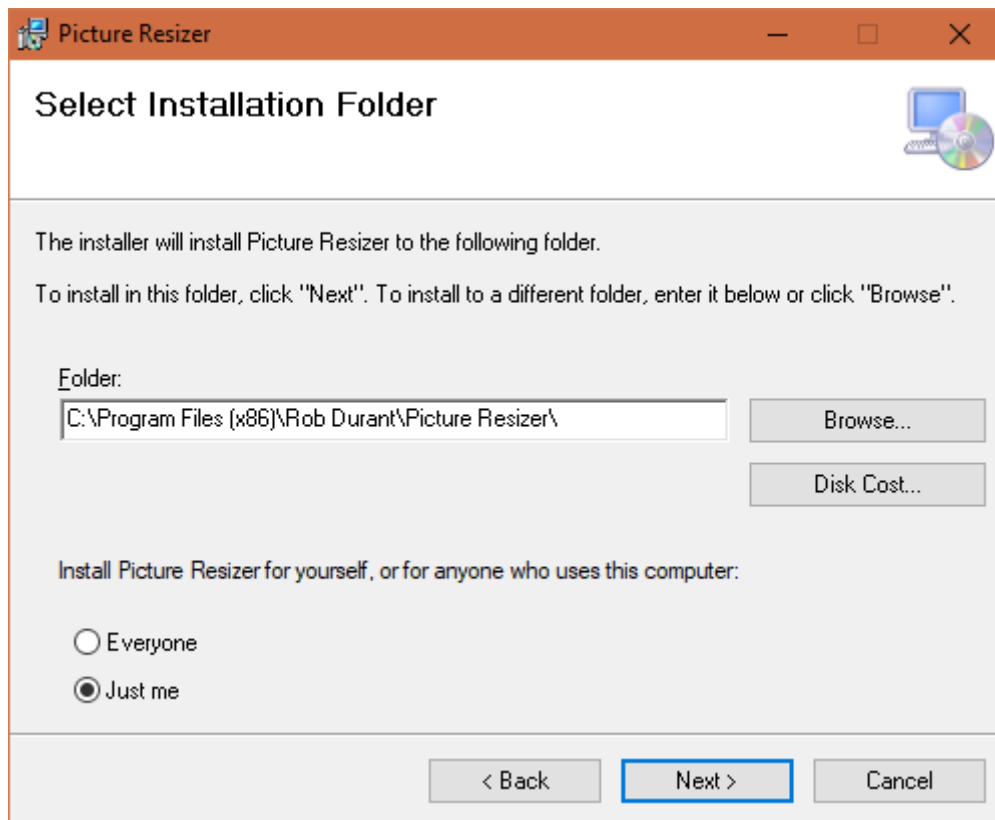 Picture Resizer
Select Installation Folder
The installer will install Picture Resizer to the following folder.
To install in this folder, click "Next". To install to a different folder, enter it below or click "Browse".
Folder:
C:\Program Files (x86)\Rob Durant\Picture Resizer\
Browse...
Disk Cost...
Install Picture Resizer for yourself, or for anyone who uses this computer:
Everyone
Just me
< Back
Next >
Cancel